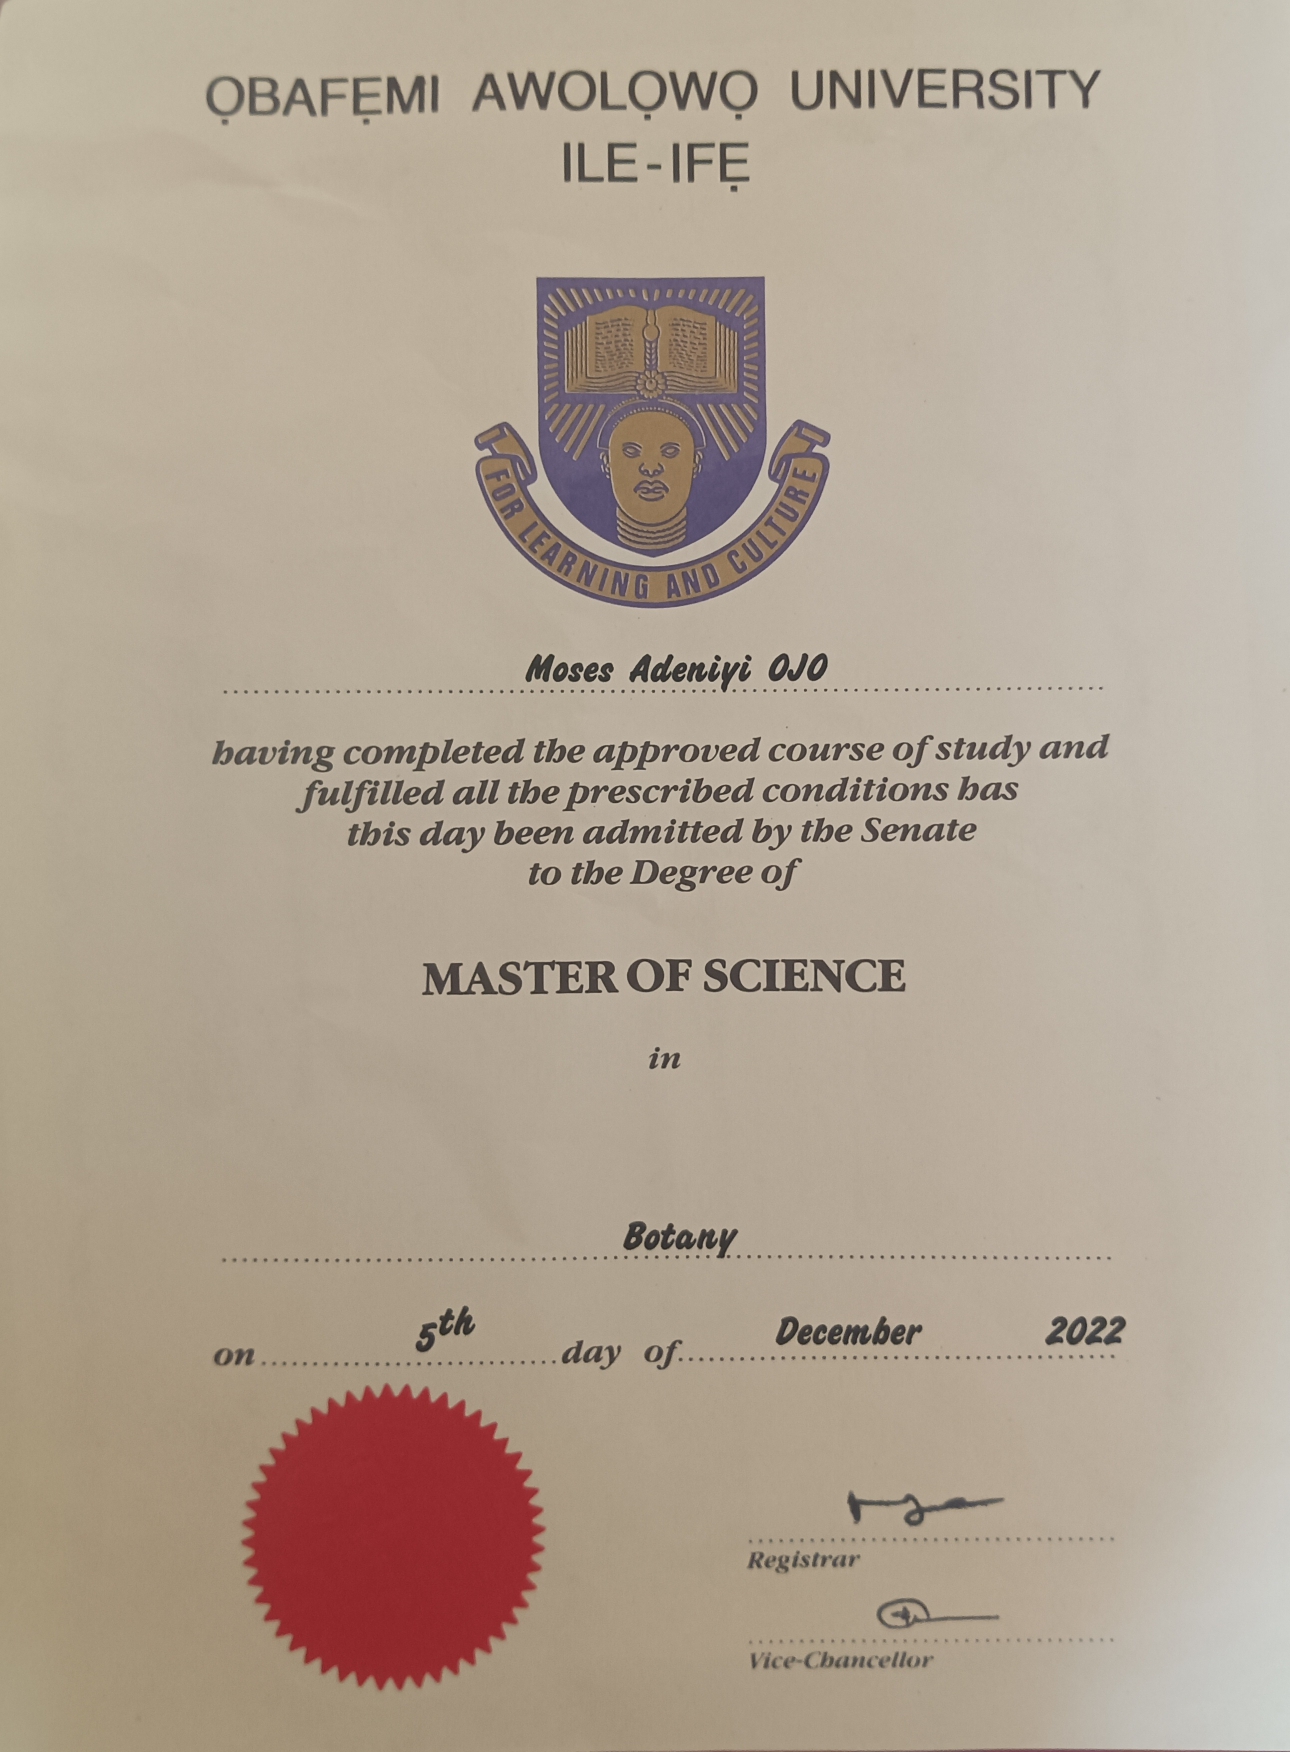 ỌBAFẸMI AWOLỌWỌ UNIVERSITY
ILE-IFẸ
FOR LEARNING AND CULTURE
Moses Adeniyi OJO
having completed the approved course of study and
fulfilled all the prescribed conditions has
this day been admitted by the Senate
to the Degree of
MASTER OF SCIENCE
in
Botany
on 5th day of December 2022
Registrar
Vice-Chancellor